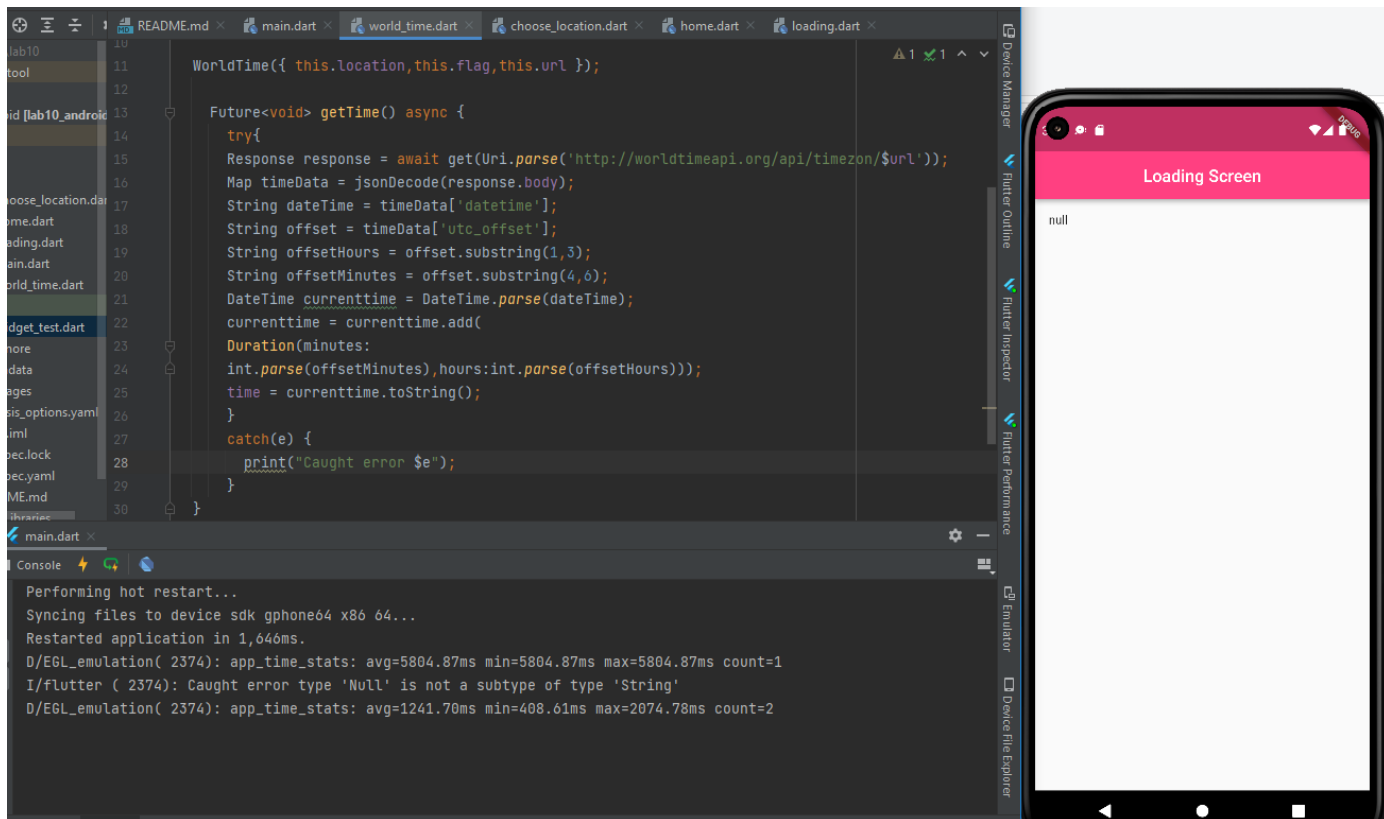 README.md
main.dart
world_time.dart
choose_location.dart
home.dart
loading.dart
lab10
tool
[lab10_android
hoose_location.dar
ome.dart
ading.dart
ain.dart
orld_time.dart
dget_test.dart
data
ages
sis_options.yaml
.iml
pec.lock
pec.yaml
ME.md
ibraries
10
11 WorldTime({ this.location,this.flag,this.url });
12
13 Future<void> getTime() async {
14 try{
15 Response response = await get(Uri.parse('http://worldtimeapi.org/api/timezon/$url'));
16 Map timeData = jsonDecode(response.body);
17 String dateTime = timeData['datetime'];
18 String offset = timeData['utc_offset'];
19 String offsetHours = offset.substring(1,3);
20 String offsetMinutes = offset.substring(4,6);
21 DateTime currenttime = DateTime.parse(dateTime);
22 currenttime = currenttime.add(
23 Duration(minutes:
24 int.parse(offsetMinutes),hours:int.parse(offsetHours)));
25 time = currenttime.toString();
26 }
27 catch(e) {
28 print("Caught error $e");
29 }
30 }
1 1
Device Manager
Flutter Outline
Flutter Inspector
Flutter Performance
Emulator
Device File Explorer
main.dart
Console
Performing hot restart...
Syncing files to device sdk gphone64 x86 64...
Restarted application in 1,646ms.
D/EGL_emulation( 2374): app_time_stats: avg=5804.87ms min=5804.87ms max=5804.87ms count=1
I/flutter ( 2374): Caught error type 'Null' is not a subtype of type 'String'
D/EGL_emulation( 2374): app_time_stats: avg=1241.70ms min=408.61ms max=2074.78ms count=2
DEBUG
Loading Screen
null